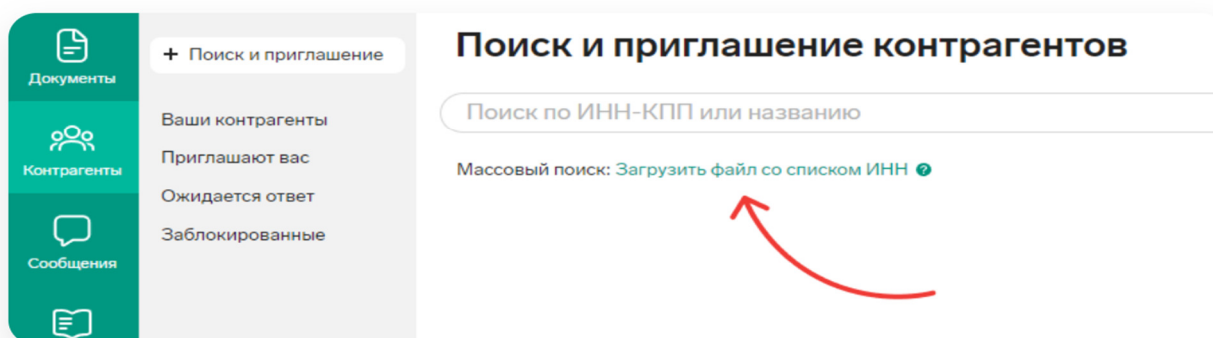 Документы
Контрагенты
Сообщения
+ Поиск и приглашение
Ваши контрагенты
Приглашают вас
Ожидается ответ
Заблокированные
Поиск и приглашение контрагентов
Поиск по ИНН-КПП или названию
Массовый поиск: Загрузить файл со списком ИНН ?